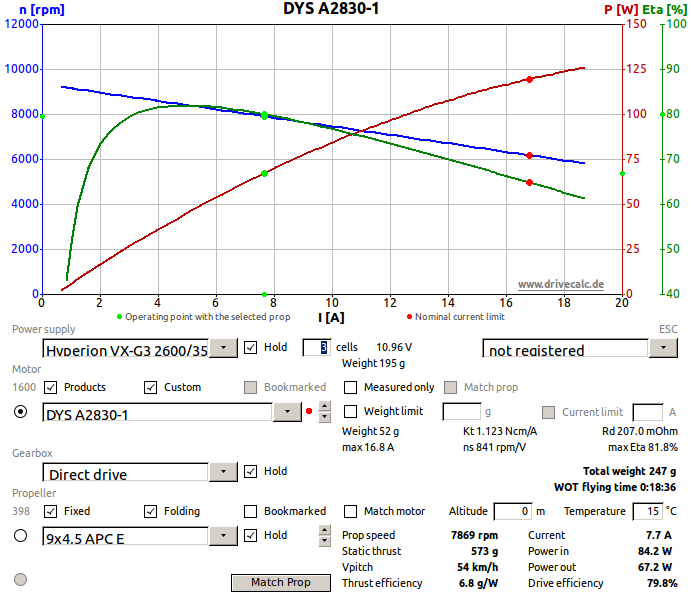 n [rpm] DYS A2830-1 P [W] Eta [%]
12000 150 100
10000 125 90
8000 100 80
6000 75 70
4000 50 60
2000 25 50
www.drivecalc.de
0 0 40
0 2 4 6 8 10 12 14 16 18 20
Operating point with the selected prop I [A] Nominal current limit
Power supply ESC
Hyperion VX-G3 2600/35 Hold 3 cells 10.96 V not registered
Weight 195 g
Motor
1600 Products Custom Bookmarked Measured only Match prop
DYS A2830-1 Weight limit g Current limit A
Weight 52 g Kt 1.123 Ncm/A Rd 207.0 mOhm
max 16.8 A ns 841 rpm/V max Eta 81.8%
Gearbox
Direct drive Hold Total weight 247 g
WOT flying time 0:18:36
Propeller
398 Fixed Folding Bookmarked Match motor Altitude 0 m Temperature 15 °C
9x4.5 APC E Hold Prop speed 7869 rpm Current 7.7 A
Static thrust 573 g Power in 84.2 W
Vpitch 54 km/h Power out 67.2 W
Match Prop Thrust efficiency 6.8 g/W Drive efficiency 79.8%